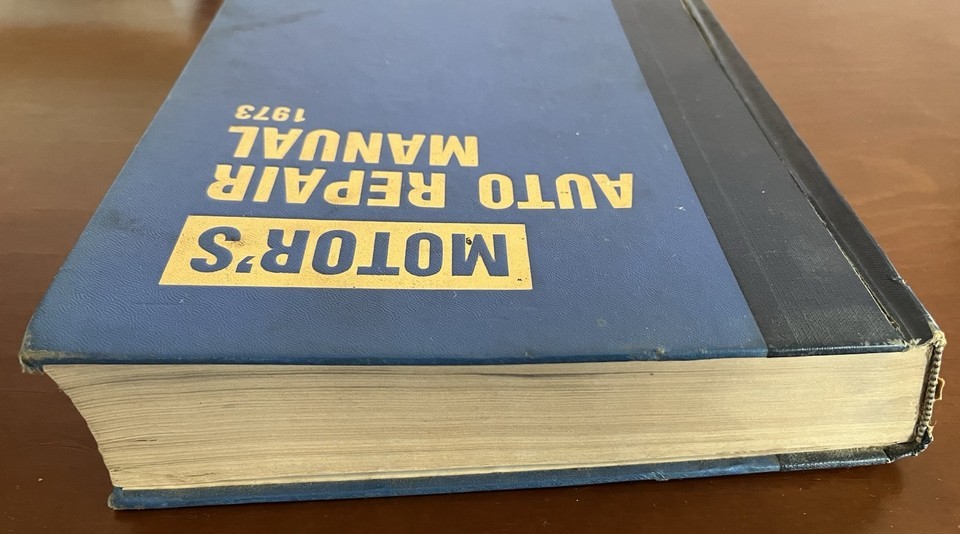 MOTOR'S
AUTO REPAIR
MANUAL
1973